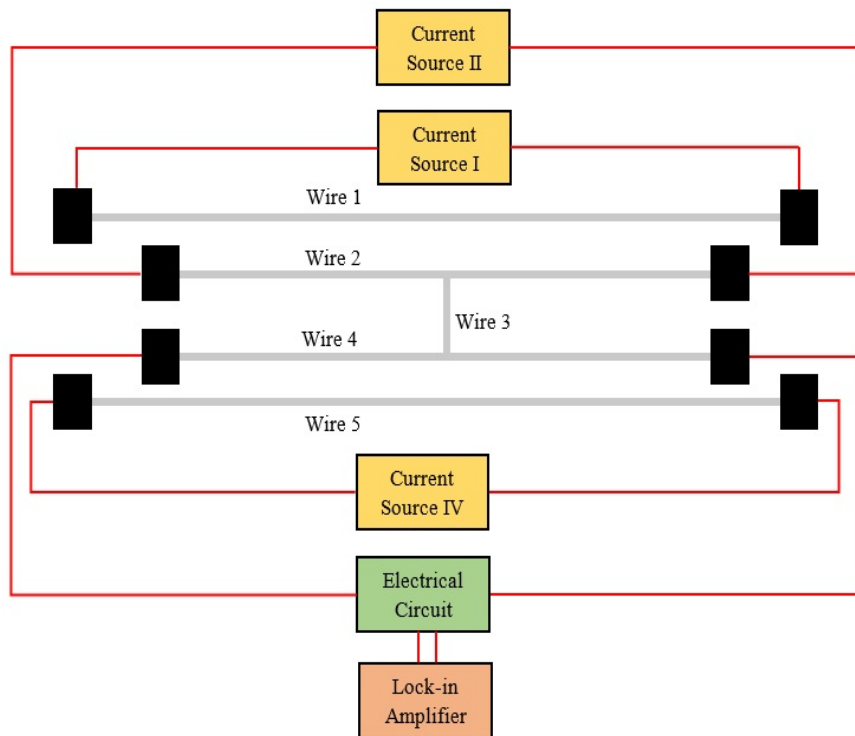 Current
Source II
Current
Source I
Wire 1
Wire 2
Wire 3
Wire 4
Wire 5
Current
Source IV
Electrical
Circuit
Lock-in
Amplifier